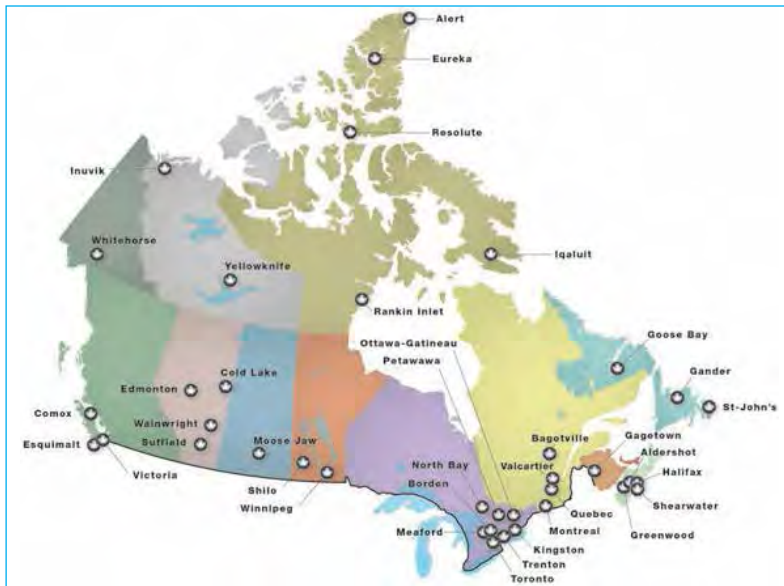 Alert
Eureka
Resolute
Inuvik
Whitehorse
Iqaluit
Yellowknife
Rankin Inlet
Ottawa-Gatineau
Goose Bay
Petawawa
Gander
Cold Lake
Edmonton
St-John's
Comox
Wainwright
Bagotville
Gagetown
Esquimalt
Suffield
Moose Jaw
Aldershot
Victoria
North Bay
Valcartier
Halifax
Borden
Shilo
Shearwater
Winnipeg
Quebec
Meaford
Montreal
Greenwood
Kingston
Trenton
Toronto